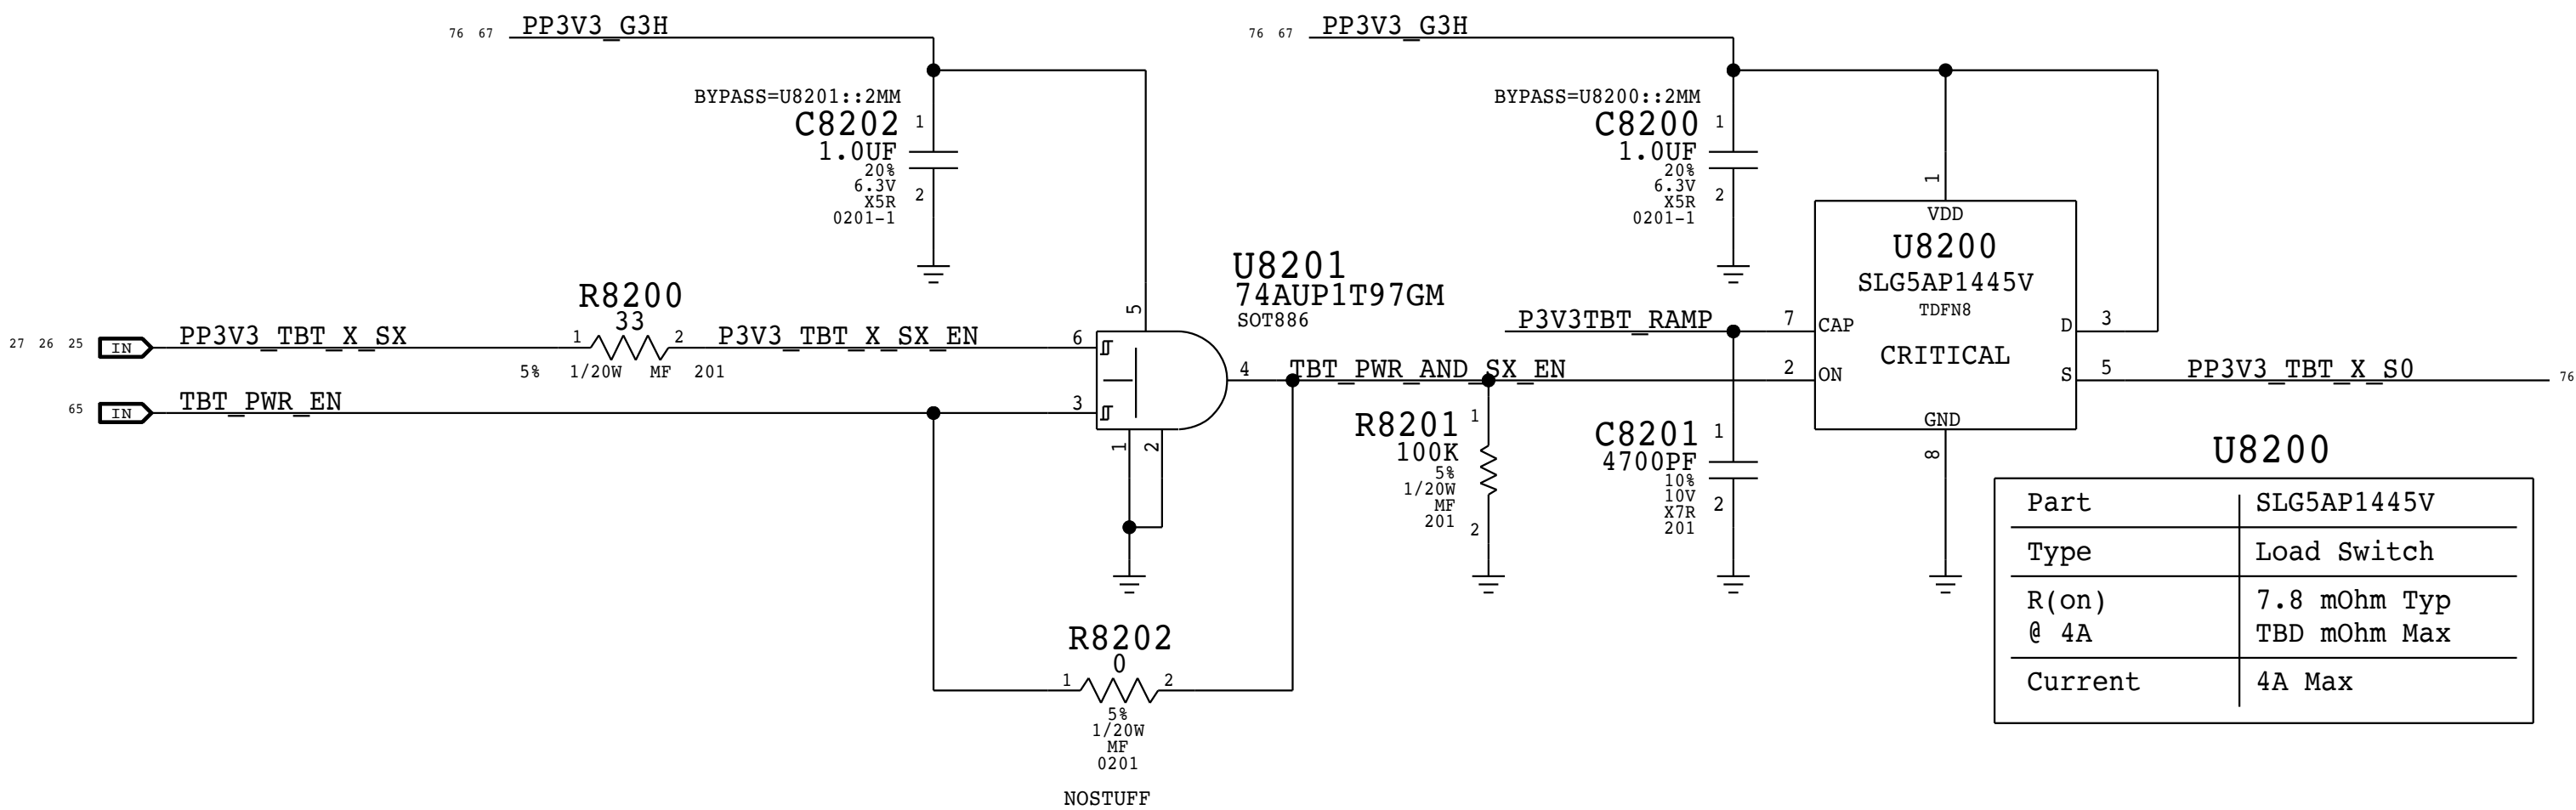 76 67 PP3V3_G3H
BYPASS=U8201::2MM
C8202
1.0UF
20%
6.3V
X5R
0201-1
1
2
76 67 PP3V3_G3H
BYPASS=U8200::2MM
C8200
1.0UF
20%
6.3V
X5R
0201-1
1
2
27 26 25 IN PP3V3_TBT_X_SX
R8200
33
1 2
5% 1/20W MF 201
P3V3_TBT_X_SX_EN
65 IN TBT_PWR_EN
U8201
74AUP1T97GM
SOT886
5
6
3
4
1
2
TBT_PWR_AND_SX_EN
R8202
0
1 2
5%
1/20W
MF
0201
NOSTUFF
R8201
100K
5%
1/20W
MF
201
1
2
P3V3TBT_RAMP
C8201
4700PF
10%
10V
X7R
201
1
2
1
VDD
U8200
SLG5AP1445V
TDFN8
CRITICAL
7 CAP
2 ON
D 3
S 5
GND
8
PP3V3_TBT_X_S0 76
U8200
Part SLG5AP1445V
Type Load Switch
R(on) 7.8 mOhm Typ
@ 4A TBD mOhm Max
Current 4A Max